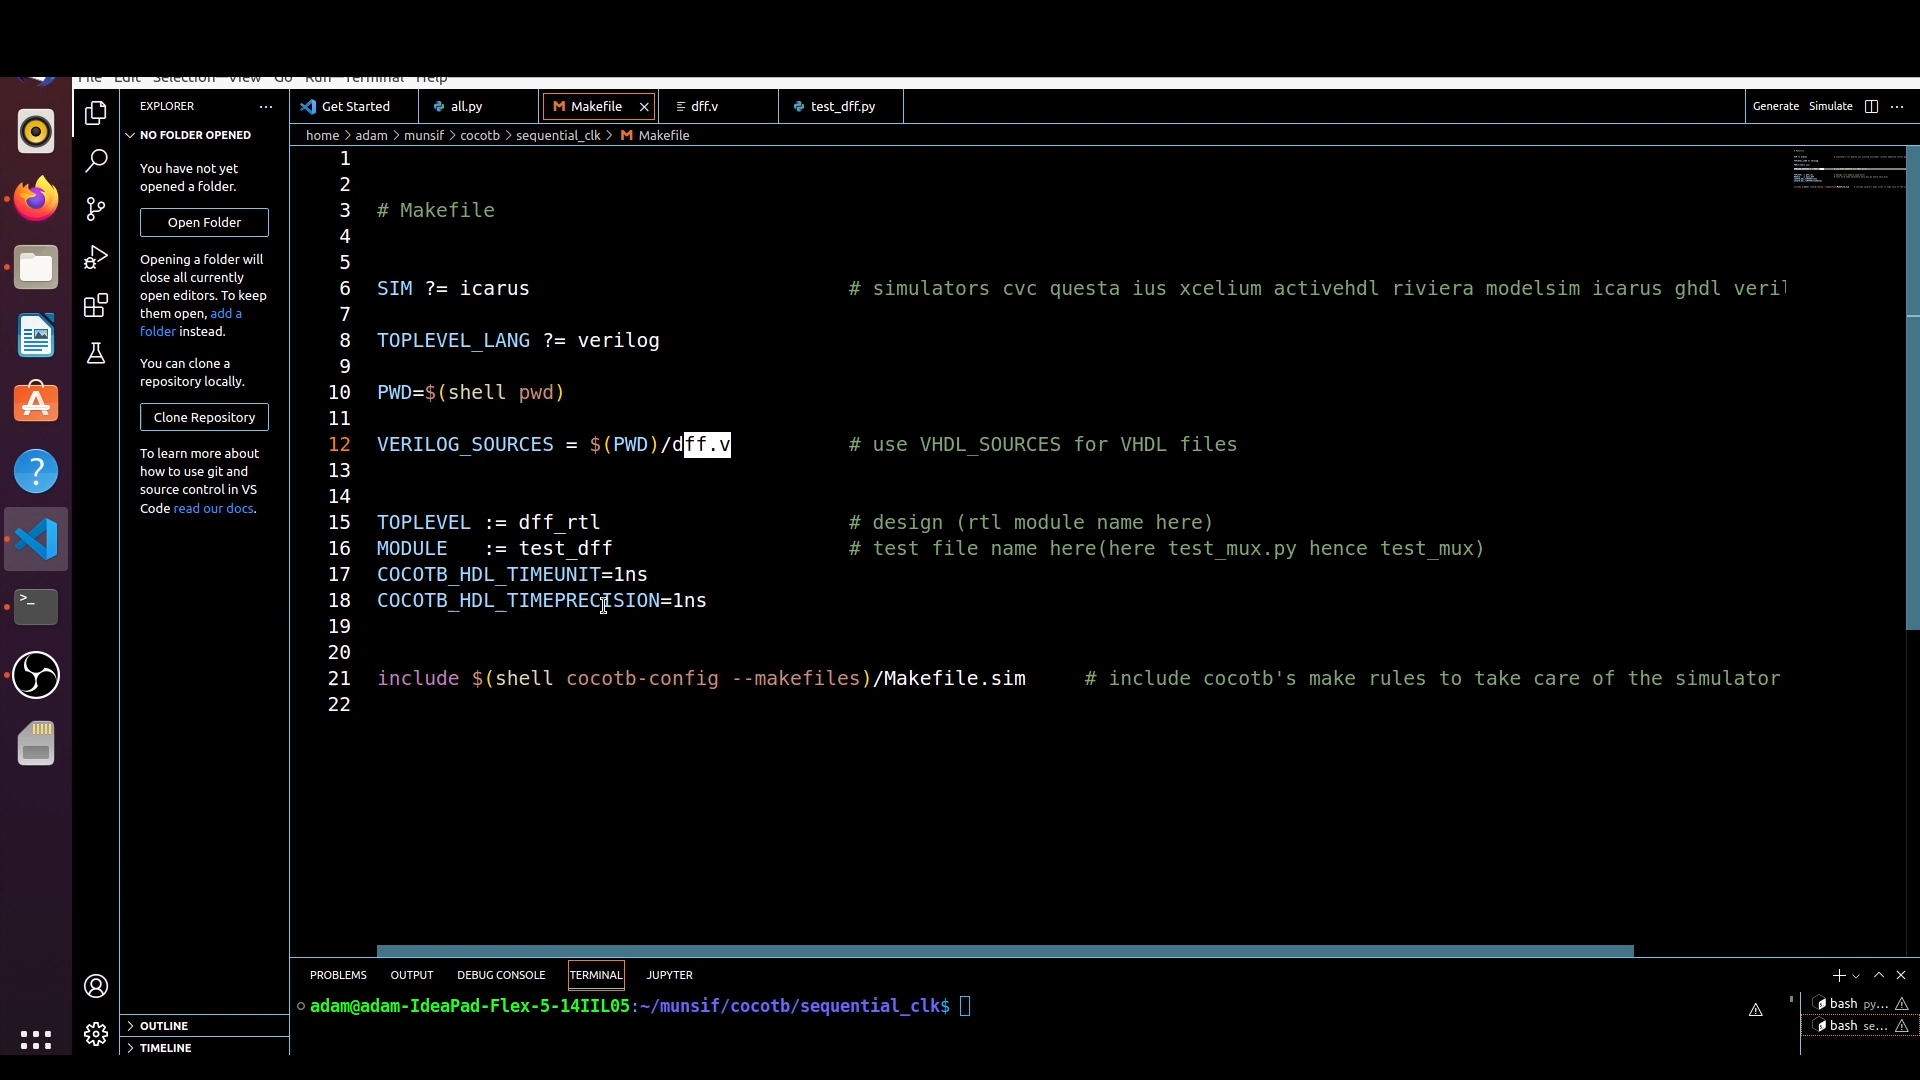 File Edit Selection View Go Run Terminal Help
EXPLORER
NO FOLDER OPENED
You have not yet
opened a folder.
Open Folder
Opening a folder will
close all currently
open editors. To keep
them open, add a
folder instead.
You can clone a
repository locally.
Clone Repository
To learn more about
how to use git and
source control in VS
Code read our docs.
OUTLINE
TIMELINE
Get Started all.py Makefile dff.v test_dff.py Generate Simulate
home > adam > munsif > cocotb > sequential_clk > Makefile
1
2
3 # Makefile
4
5
6 SIM ?= icarus # simulators cvc questa ius xcelium activehdl riviera modelsim icarus ghdl veril
7
8 TOPLEVEL_LANG ?= verilog
9
10 PWD=$(shell pwd)
11
12 VERILOG_SOURCES = $(PWD)/dff.v # use VHDL_SOURCES for VHDL files
13
14
15 TOPLEVEL := dff_rtl # design (rtl module name here)
16 MODULE := test_dff # test file name here(here test_mux.py hence test_mux)
17 COCOTB_HDL_TIMEUNIT=1ns
18 COCOTB_HDL_TIMEPRECISION=1ns
19
20
21 include $(shell cocotb-config --makefiles)/Makefile.sim # include cocotb's make rules to take care of the simulator
22
PROBLEMS OUTPUT DEBUG CONSOLE TERMINAL JUPYTER
adam@adam-IdeaPad-Flex-5-14IIL05:~/munsif/cocotb/sequential_clk$
bash py...
bash se...